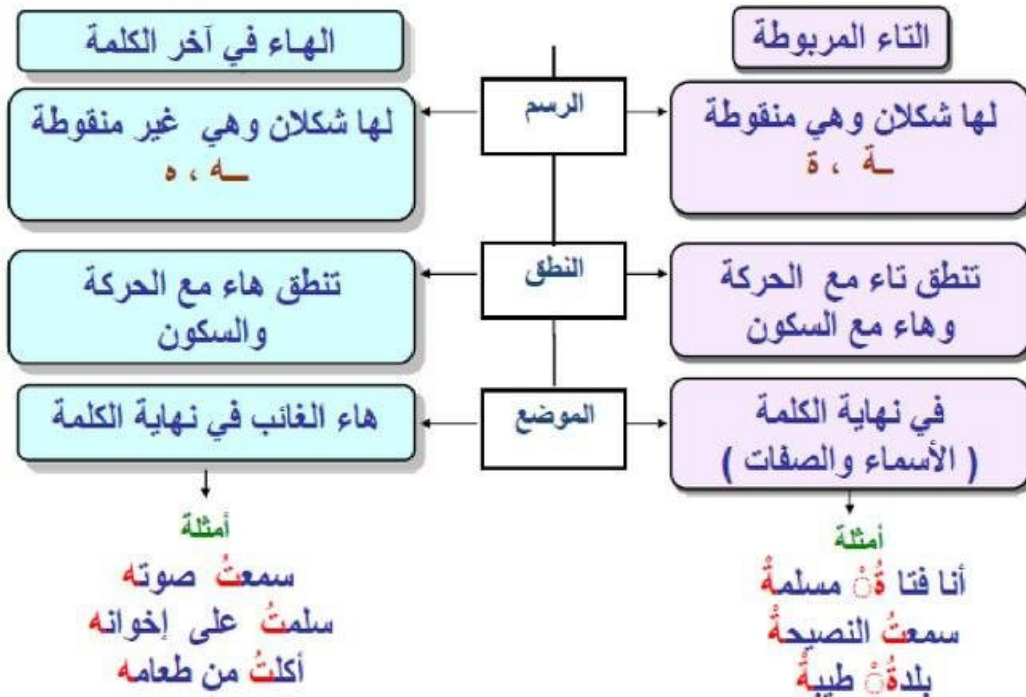 التاء المربوطة
الهاء في آخر الكلمة
الرسم
لها شكلان وهي منقوطة
ـة ، ة
لها شكلان وهي غير منقوطة
ـه ، ه
النطق
تنطق تاء مع الحركة
وهاء مع السكون
تنطق هاء مع الحركة
والسكون
الموضع
في نهاية الكلمة
( الأسماء والصفات )
هاء الغائب في نهاية الكلمة
أمثلة
أنا فتا ةُ ْ مسلمةْ
سمعتُ النصيحةْ
بلدةُ ْ طيبةْ
أمثلة
سمعتُ صوته
سلمتُ على إخوانه
أكلتُ من طعامه